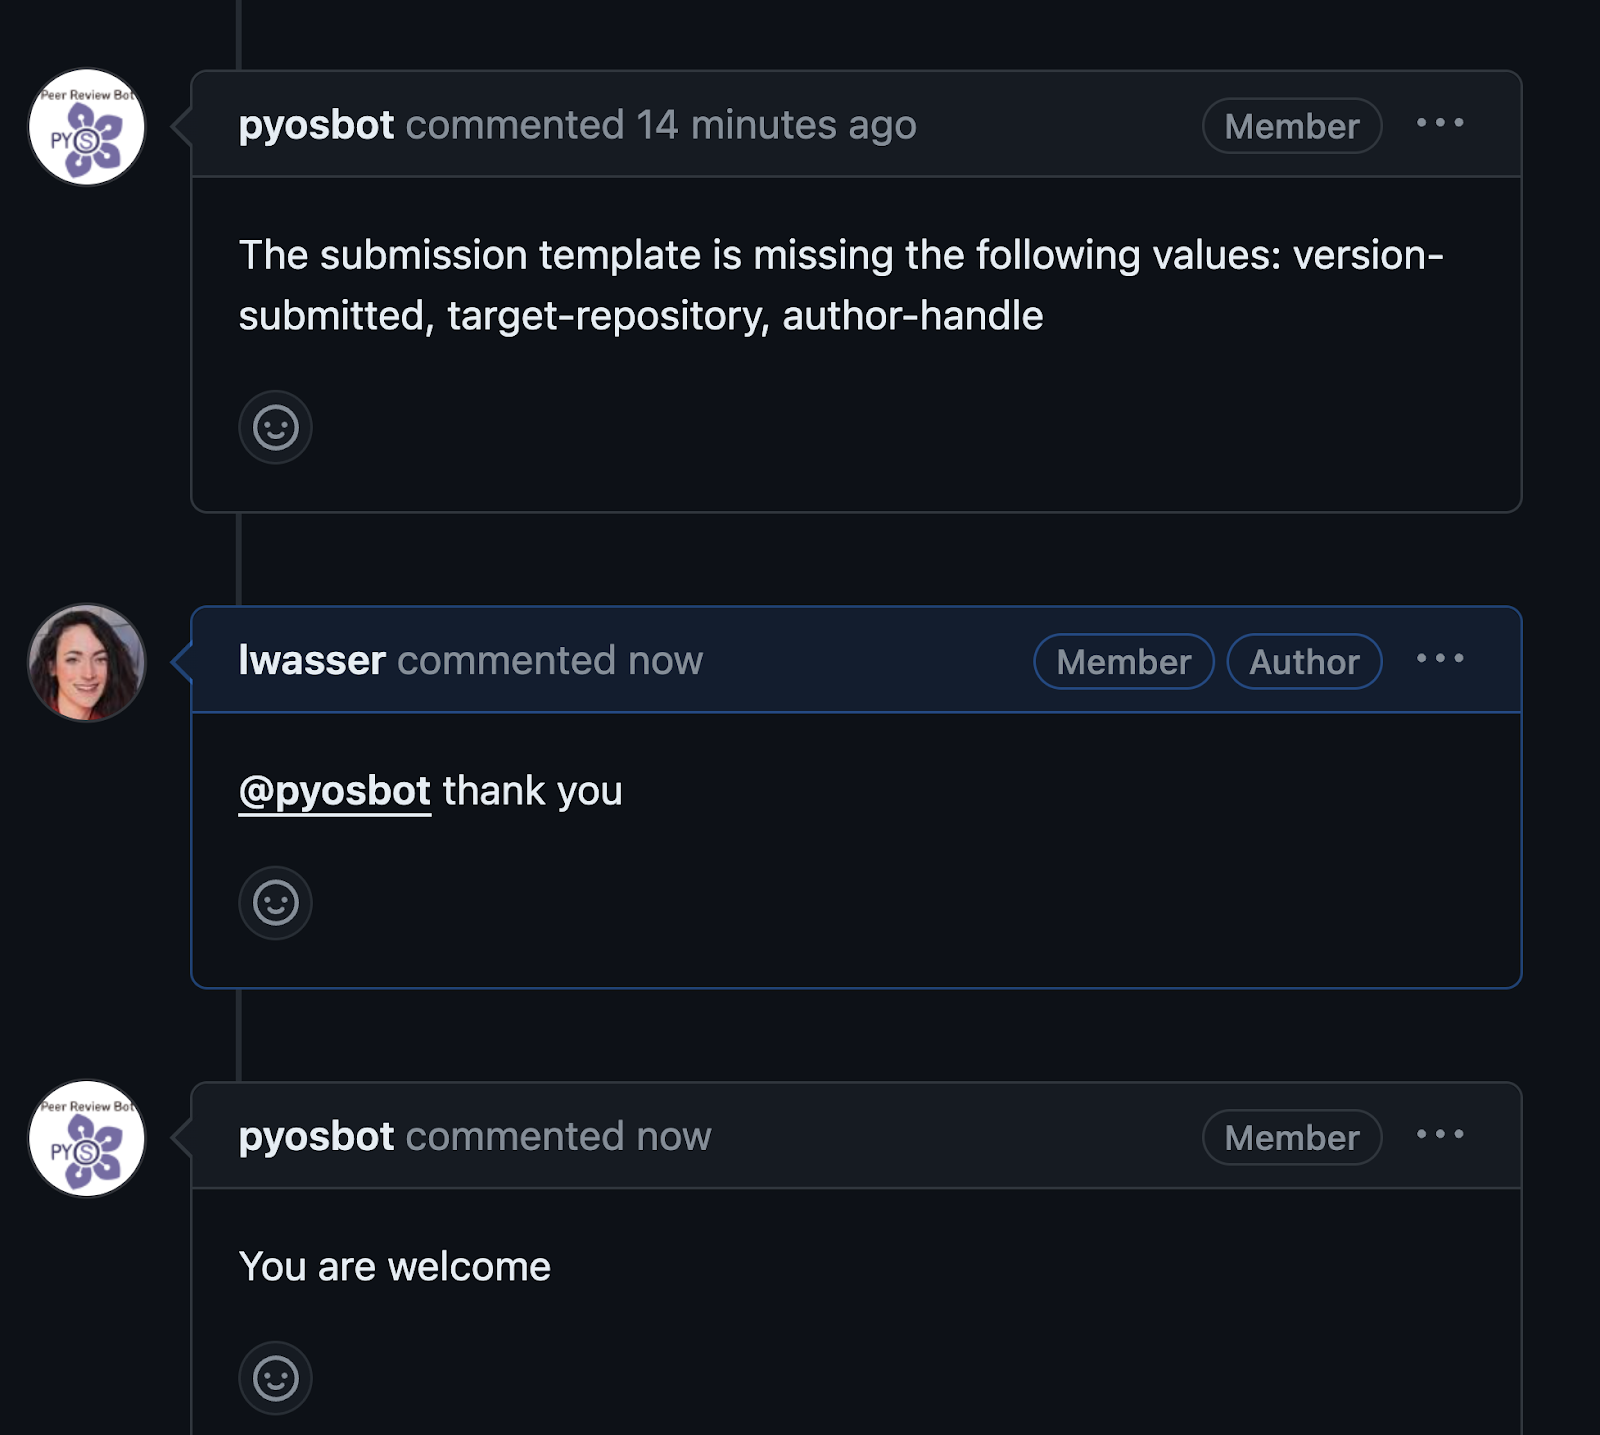 Peer Review Bot
PYS
pyosbot commented 14 minutes ago
Member
The submission template is missing the following values: version-
submitted, target-repository, author-handle
lwasser commented now
Member
Author
@pyosbot thank you
Peer Review Bot
PYS
pyosbot commented now
Member
You are welcome